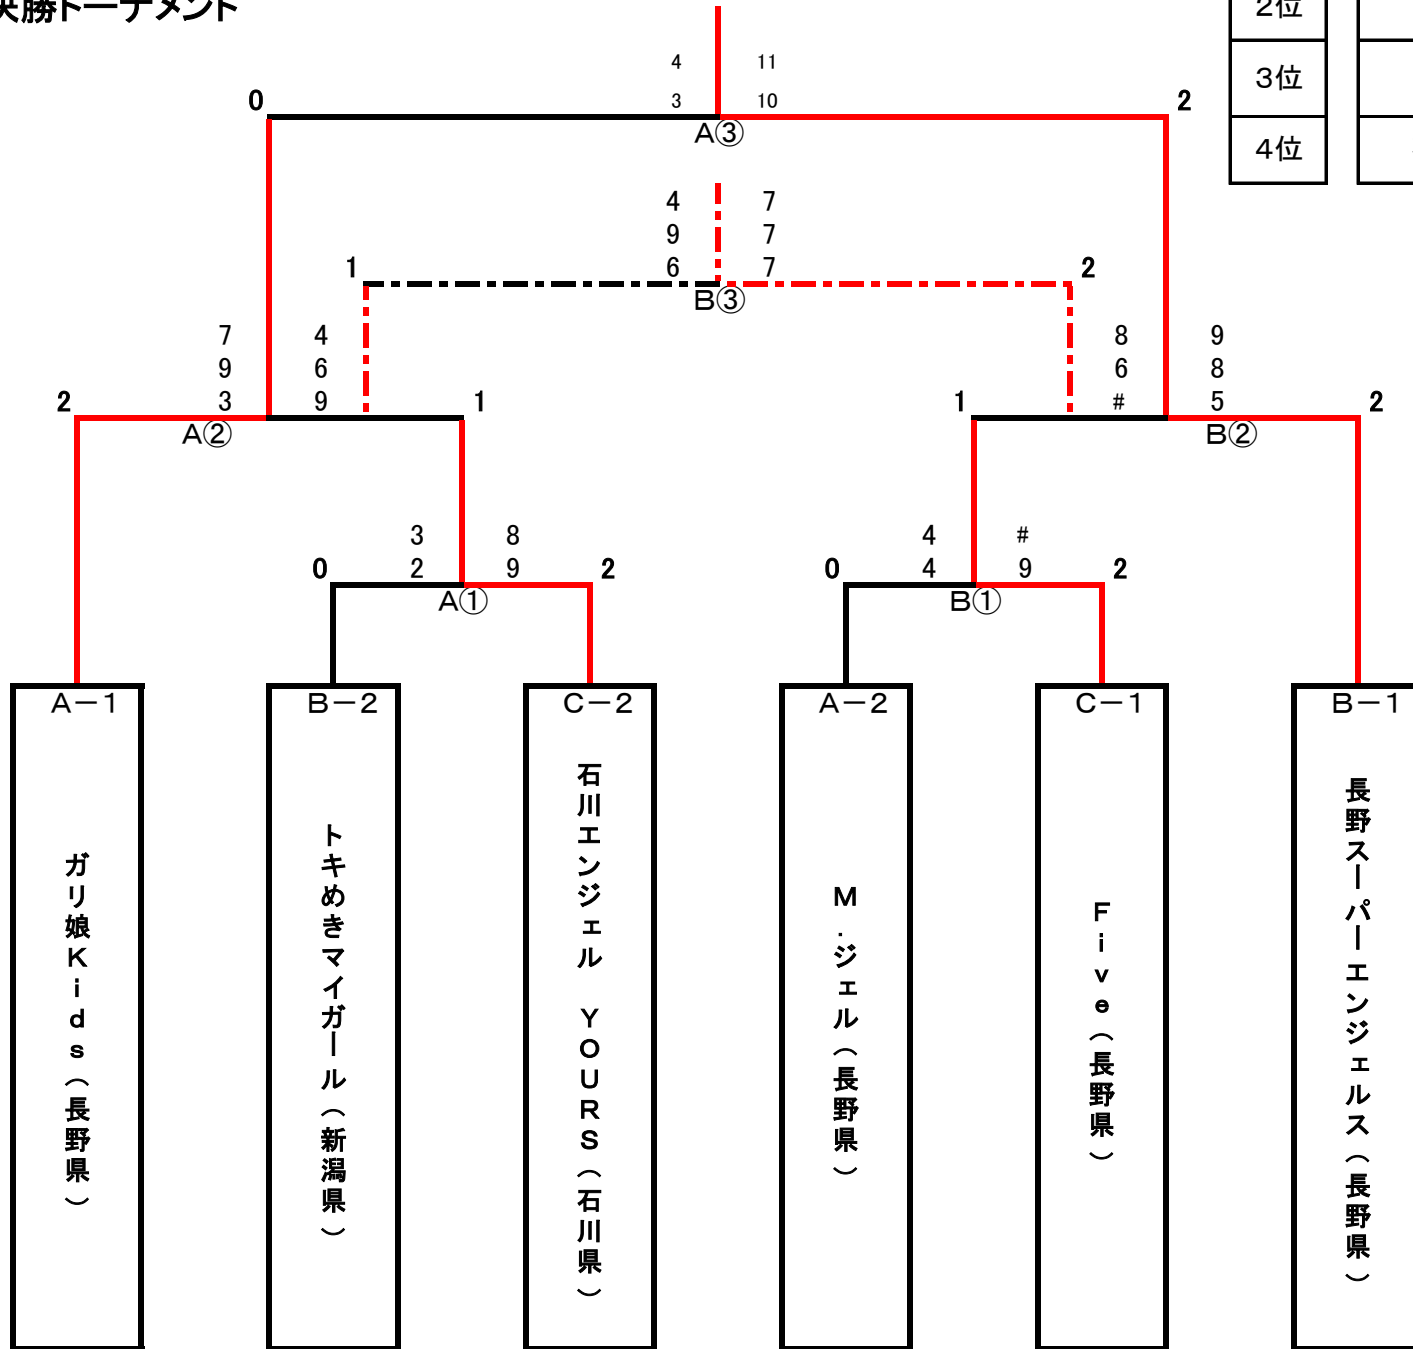 決勝トーナメント
2位
3位
4位
4 11
0 3 10 2
A③
4 7
9 7
1 6 7 2
B③
7 4 8 9
9 6 6 8
2 3 9 1 1 # 5 2
A② B②
3 8 4 #
0 2 9 2 0 4 9 2
A① B①
A－1 B－2 C－2 A－2 C－1 B－1
ガリ娘Kids（長野県）
トキめきマイガール（新潟県）
石川エンジェル　YOURS（石川県）
M.ジェル（長野県）
Five（長野県）
長野スーパーエンジェルス（長野県）